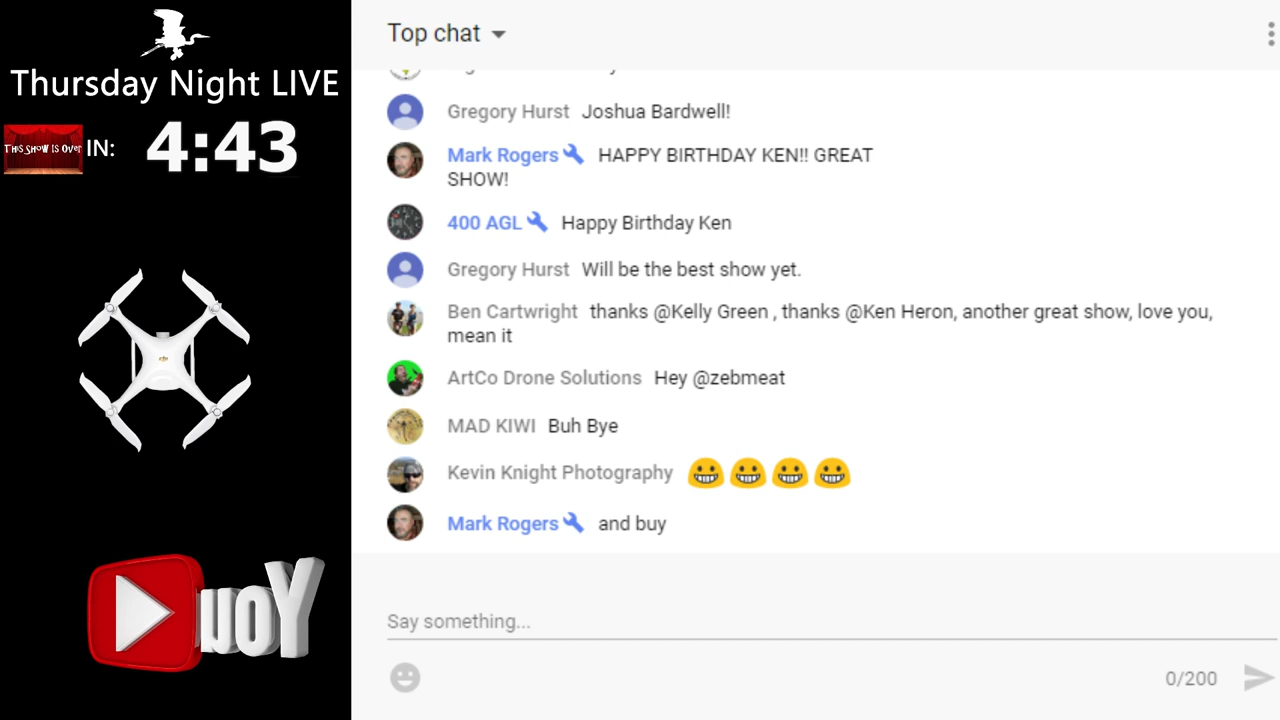 Thursday Night LIVE
THIS SHOW IS OVER IN: 4:43
Top chat
Gregory Hurst Joshua Bardwell!
Mark Rogers HAPPY BIRTHDAY KEN!! GREAT
SHOW!
400 AGL Happy Birthday Ken
Gregory Hurst Will be the best show yet.
Ben Cartwright thanks @Kelly Green , thanks @Ken Heron, another great show, love you,
mean it
ArtCo Drone Solutions Hey @zebmeat
MAD KIWI Buh Bye
Kevin Knight Photography 😀😀😀😀
Mark Rogers and buy
YOU
Say something...
0/200